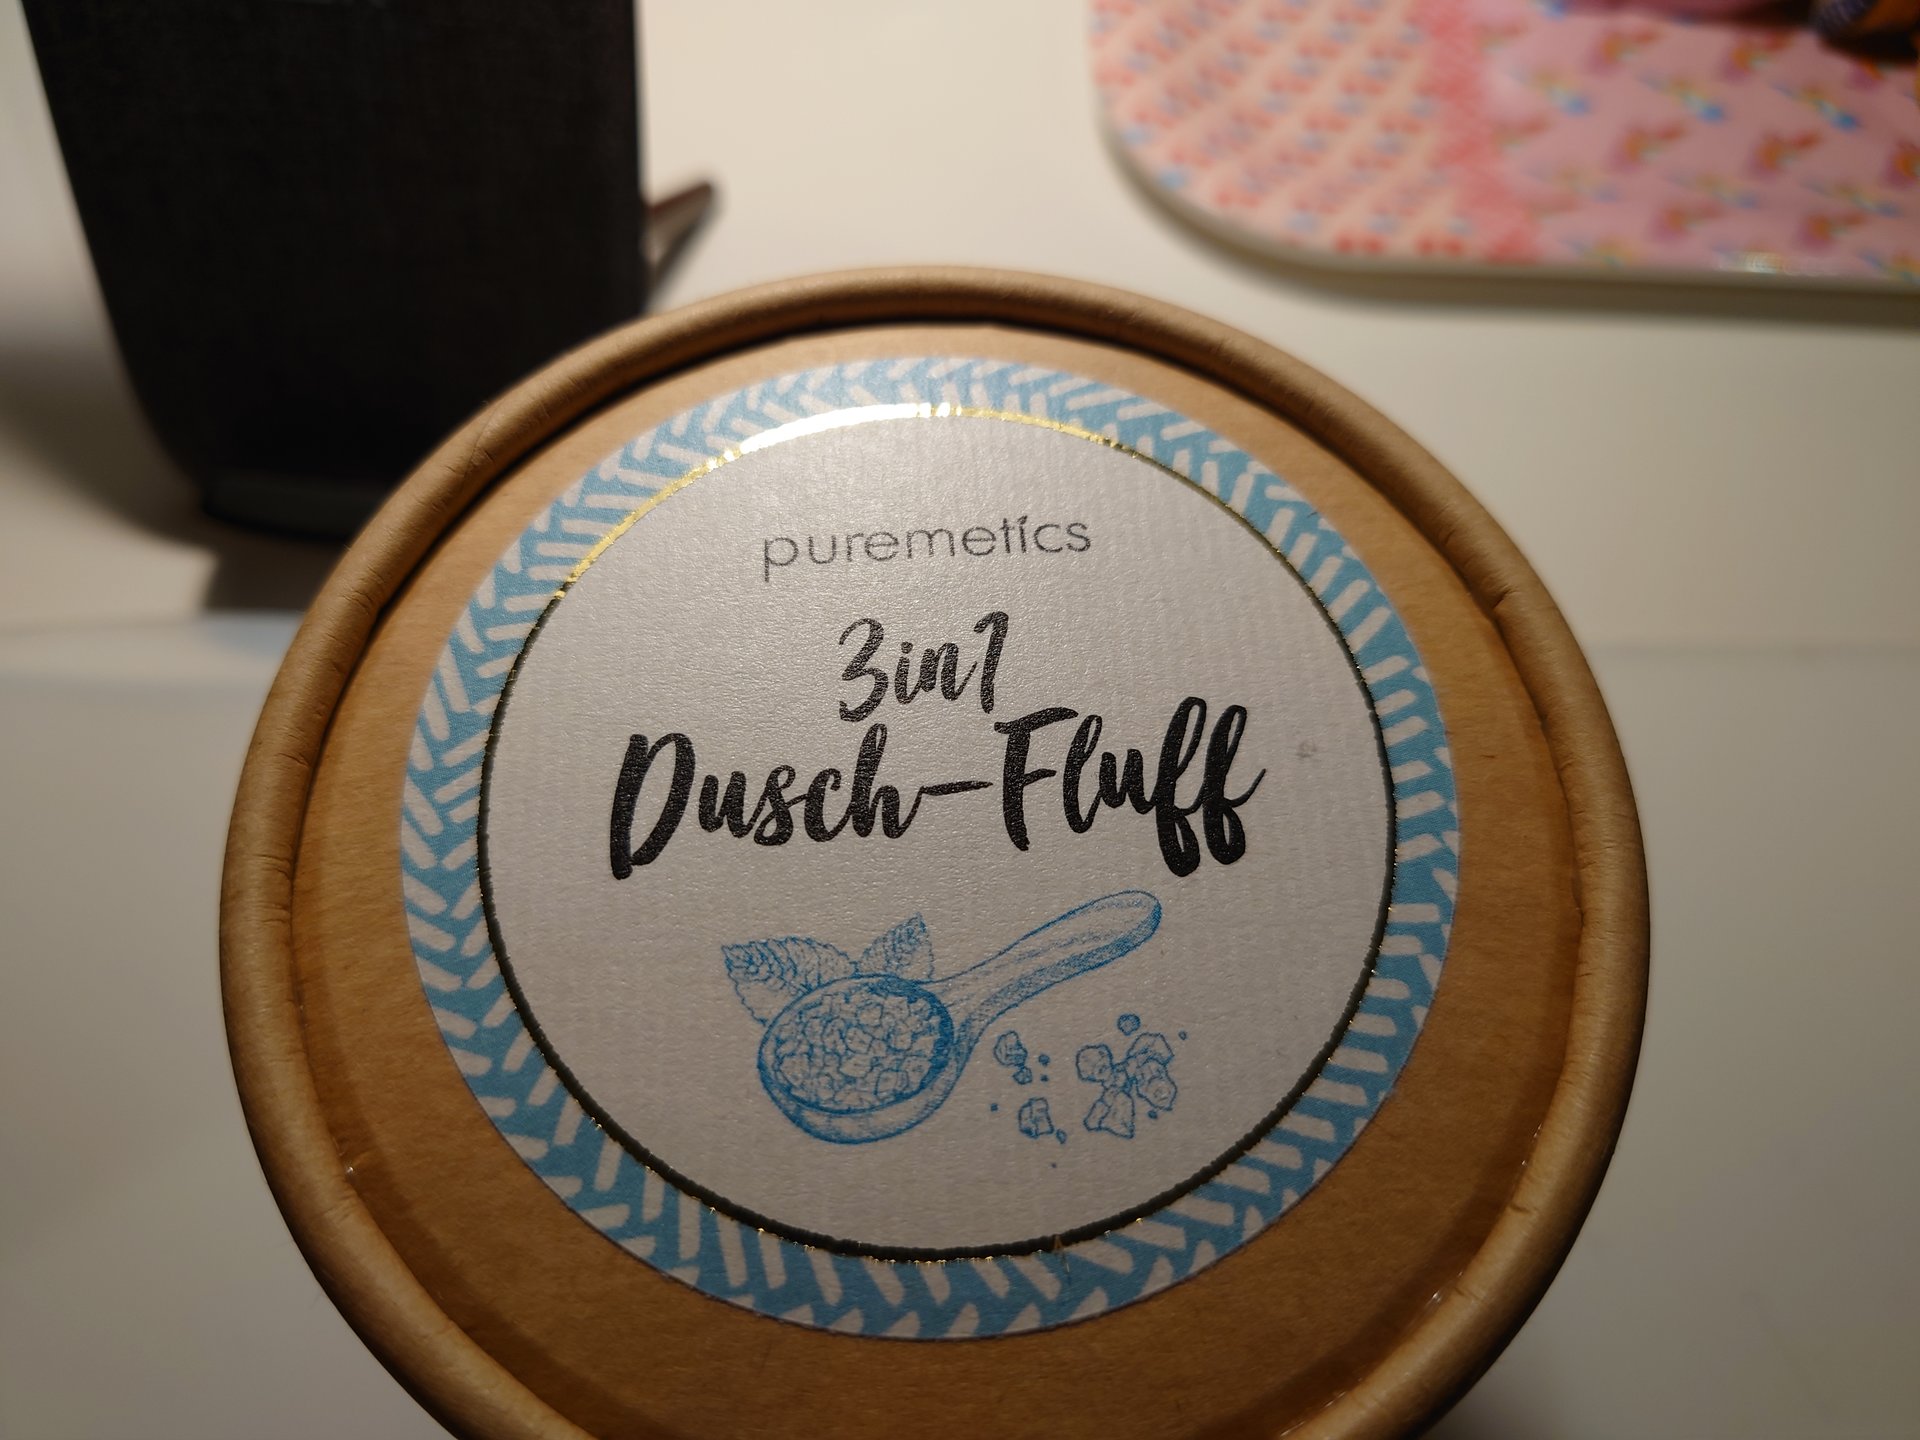 puremetics
3in1
Dusch-Fluff